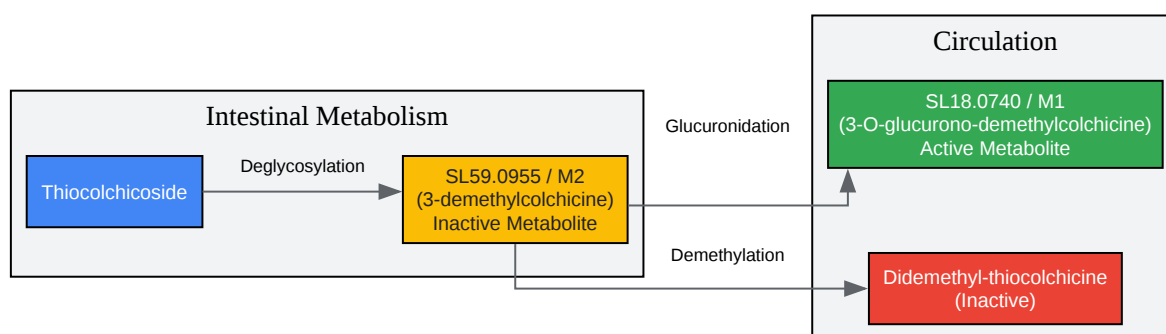 Circulation
Intestinal Metabolism
Thiocolchicoside
Deglycosylation
SL59.0955 / M2
(3-demethylcolchicine)
Inactive Metabolite
Glucuronidation
SL18.0740 / M1
(3-O-glucurono-demethylcolchicine)
Active Metabolite
Demethylation
Didemethyl-thiocolchicine
(Inactive)